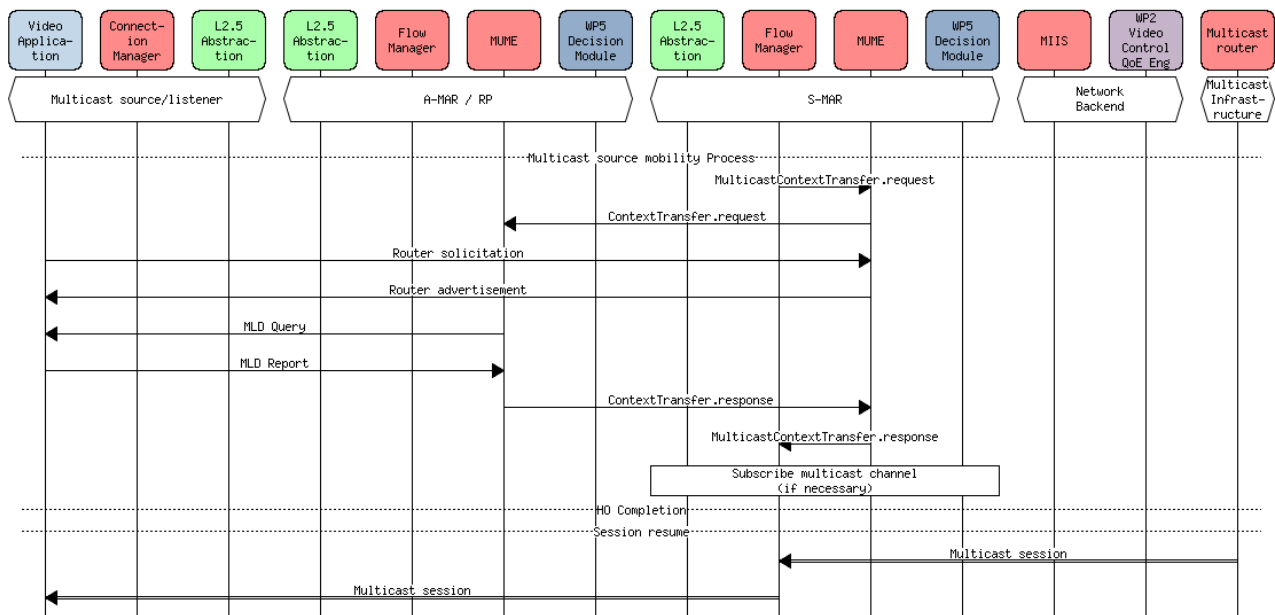 Video
Applica-
tion
Connect-
ion
Manager
L2.5
Abstrac-
tion
L2.5
Abstrac-
tion
Flow
Manager
MUME
WP5
Decision
Module
L2.5
Abstrac-
tion
Flow
Manager
MUME
WP5
Decision
Module
MIIS
WP2
Video
Control
QoE Eng
Multicast
router
Multicast source/listener
A-MAR / RP
S-MAR
Network
Backend
Multicast
Infrast-
ructure
Multicast source mobility Process
MulticastContextTransfer.request
ContextTransfer.request
Router solicitation
Router advertisement
MLD Query
MLD Report
ContextTransfer.response
MulticastContextTransfer.response
Subscribe multicast channel
(if necessary)
HO Completion
Session resume
Multicast session
Multicast session